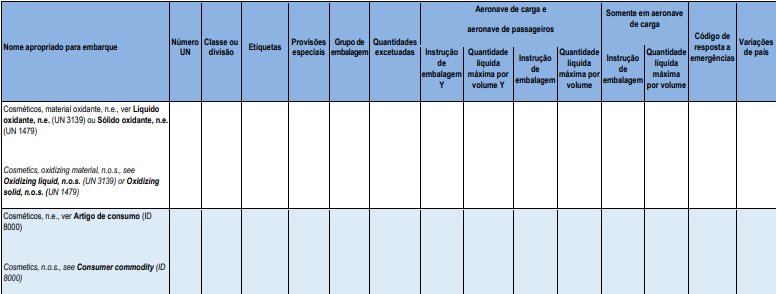 Nome apropriado para embarque
Número
UN
Classe ou
divisão
Etiquetas
Provisões
especiais
Grupo de
embalagem
Quantidades
excetuadas
Aeronave de carga e
aeronave de passageiros
Instrução
de
embalagem
Y
Quantidade
líquida
máxima por
volume Y
Instrução
de
embalagem
Quantidade
líquida
máxima por
volume
Somente em aeronave
de carga
Instrução
de
embalagem
Quantidade
líquida
máxima
por volume
Código de
resposta a
emergências
Variações
de país
Cosméticos, material oxidante, n.e., ver Líquido
oxidante, n.e. (UN 3139) ou Sólido oxidante, n.e.
(UN 1479)
Cosmetics, oxidizing material, n.o.s., see
Oxidizing liquid, n.o.s. (UN 3139) or Oxidizing
solid, n.o.s. (UN 1479)
Cosméticos, n.e., ver Artigo de consumo (ID
8000)
Cosmetics, n.o.s., see Consumer commodity (ID
8000)